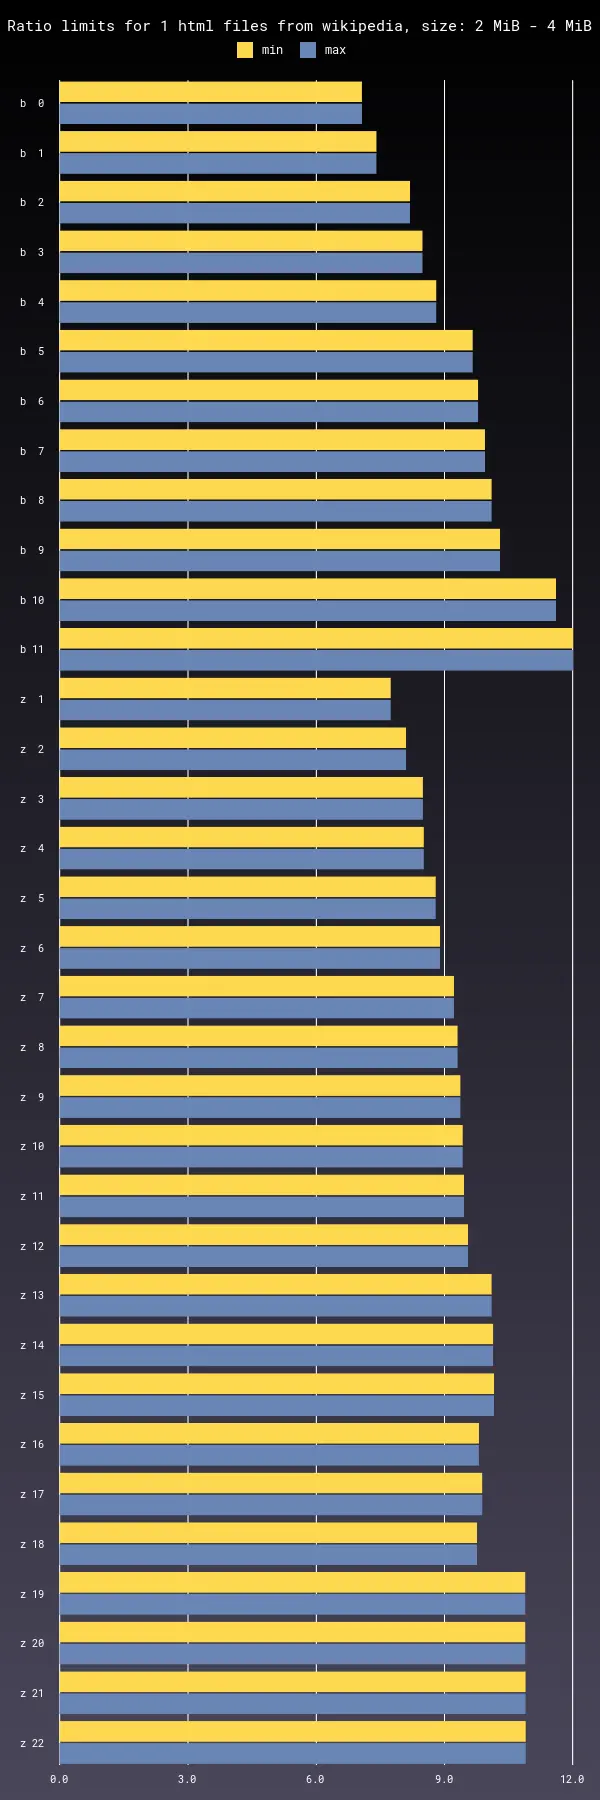 Ratio limits for 1 html files from wikipedia, size: 2 MiB - 4 MiB
min max
b 0
b 1
b 2
b 3
b 4
b 5
b 6
b 7
b 8
b 9
b 10
b 11
z 1
z 2
z 3
z 4
z 5
z 6
z 7
z 8
z 9
z 10
z 11
z 12
z 13
z 14
z 15
z 16
z 17
z 18
z 19
z 20
z 21
z 22
0.0 3.0 6.0 9.0 12.0